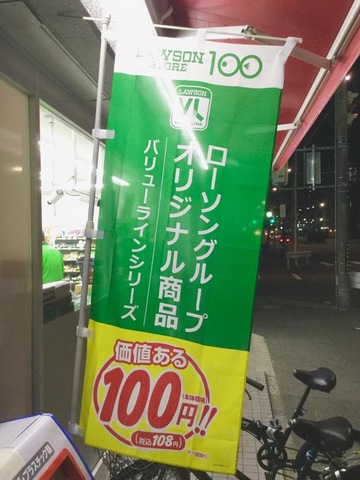 LAWSON
STORE 100
LAWSON
VL
ローソングループ
オリジナル商品
バリューラインシリーズ
価値ある
(本体価格)
100円!!
(税込108円)